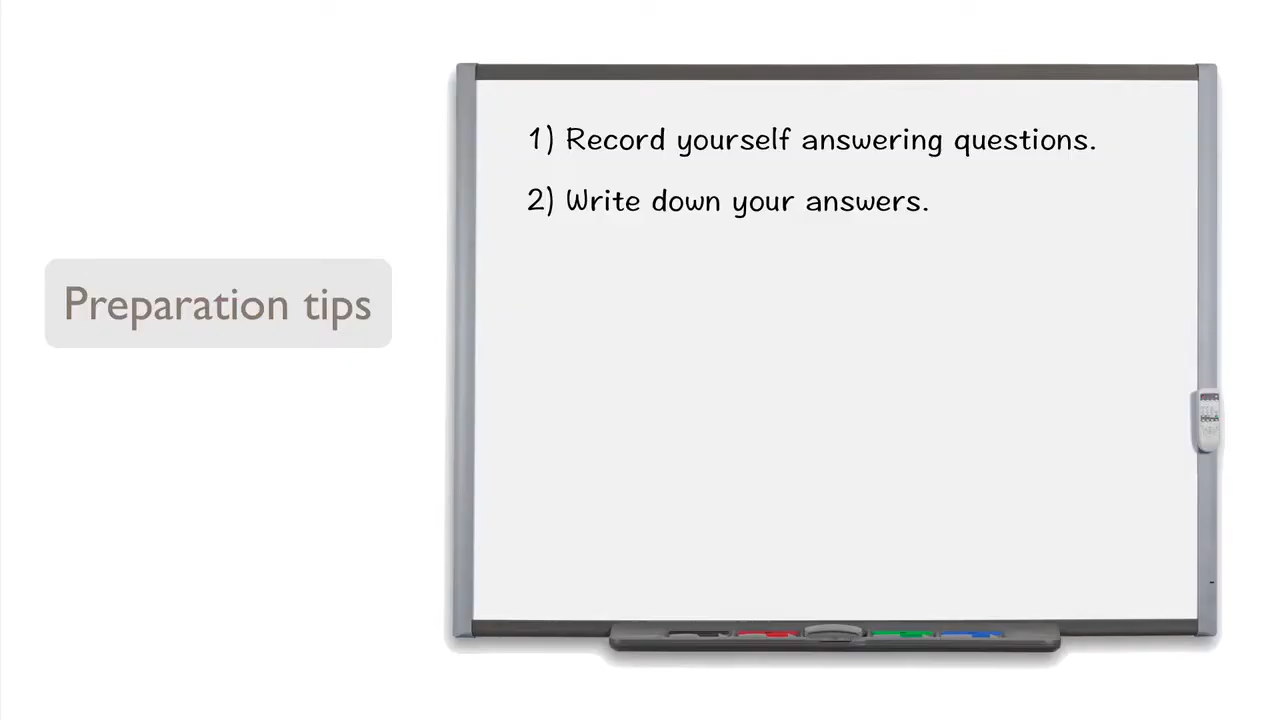 Preparation tips
1) Record yourself answering questions.
2) Write down your answers.